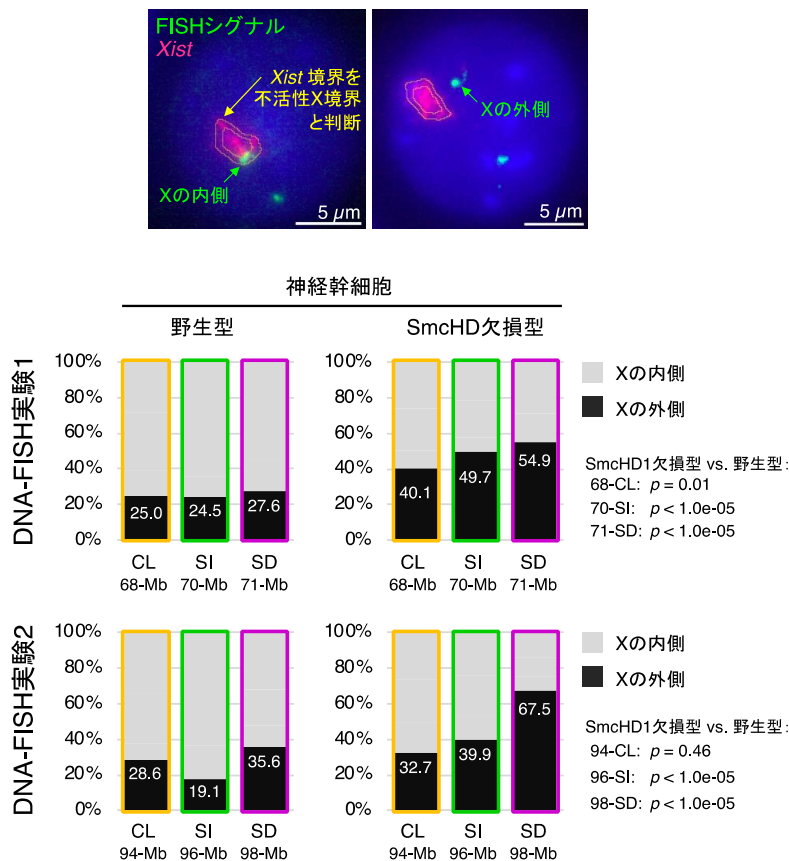 FISHシグナル
Xist
Xist 境界を
不活性X境界
と判断
Xの内側
5 µm
Xの外側
5 µm
神経幹細胞
野生型
SmcHD欠損型
DNA-FISH実験1
100%
80%
60%
40%
20%
0%
25.0
24.5
27.6
CL
SI
SD
68-Mb
70-Mb
71-Mb
100%
80%
60%
40%
20%
0%
40.1
49.7
54.9
CL
SI
SD
68-Mb
70-Mb
71-Mb
Xの内側
Xの外側
SmcHD1欠損型 vs. 野生型:
68-CL: p = 0.01
70-SI: p < 1.0e-05
71-SD: p < 1.0e-05
DNA-FISH実験2
100%
80%
60%
40%
20%
0%
28.6
19.1
35.6
CL
SI
SD
94-Mb
96-Mb
98-Mb
100%
80%
60%
40%
20%
0%
32.7
39.9
67.5
CL
SI
SD
94-Mb
96-Mb
98-Mb
Xの内側
Xの外側
SmcHD1欠損型 vs. 野生型:
94-CL: p = 0.46
96-SI: p < 1.0e-05
98-SD: p < 1.0e-05